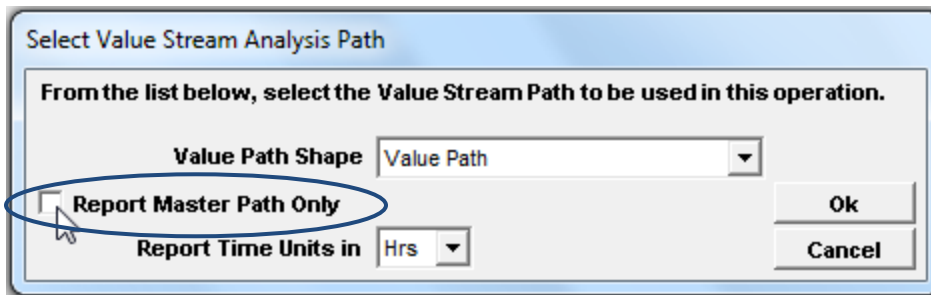 Select Value Stream Analysis Path
From the list below, select the Value Stream Path to be used in this operation.
Value Path Shape Value Path
Report Master Path Only Ok
Report Time Units in Hrs Cancel